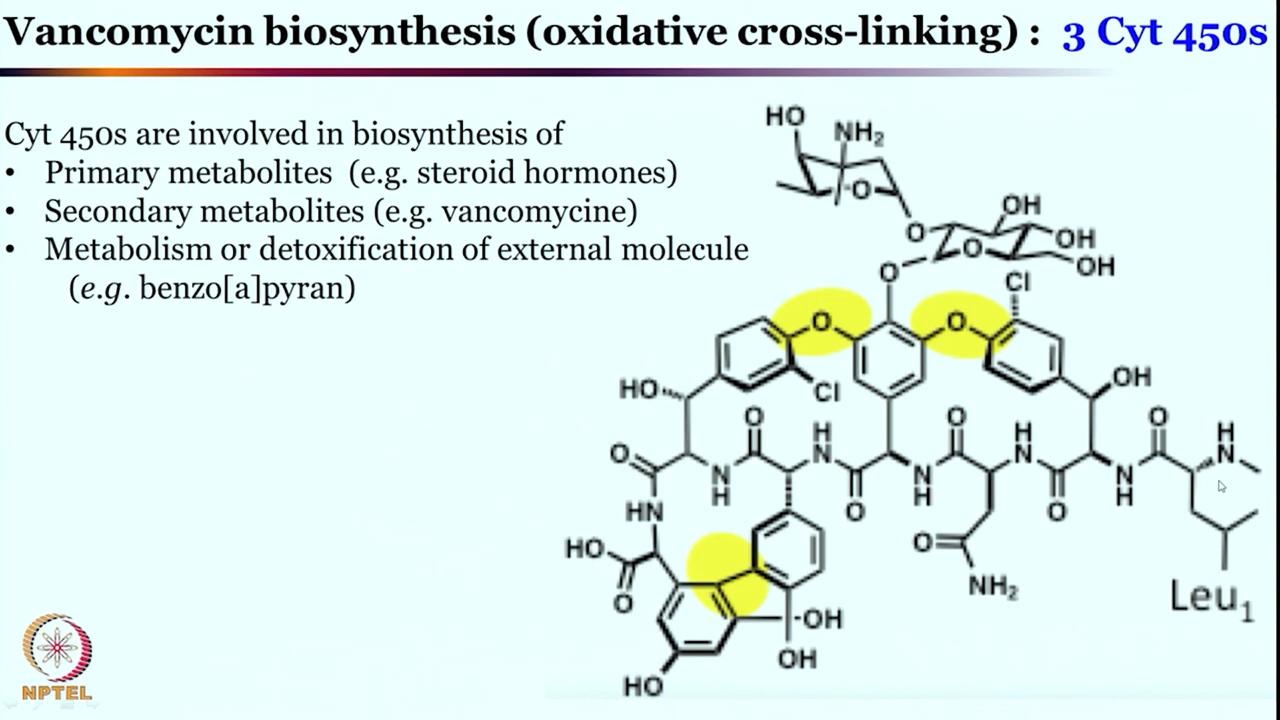 Vancomycin biosynthesis (oxidative cross-linking) : 3 Cyt 450s
Cyt 450s are involved in biosynthesis of
• Primary metabolites (e.g. steroid hormones)
• Secondary metabolites (e.g. vancomycine)
• Metabolism or detoxification of external molecule
(e.g. benzo[a]pyran)
HO
NH₂
O
OH
O
O
OH
OH
O
Cl
O
O
HO
Cl
OH
O
O
H
N
O
H
N
O
H
N
N
H
O
N
H
O
N
H
HN
HO
O
O
NH₂
OH
OH
HO
Leu₁
NPTEL